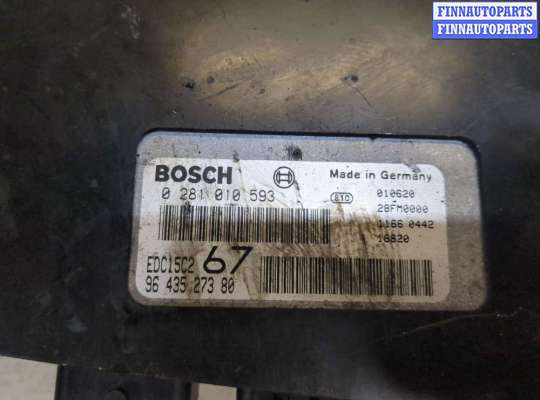 FINNAUTOPARTS
FINNAUTOPARTS
BOSCH
Made in Germany
0 281 010 593
810
010620
28FM0000
1166 0442
16820
EDC15C2
67
96 435 273 80